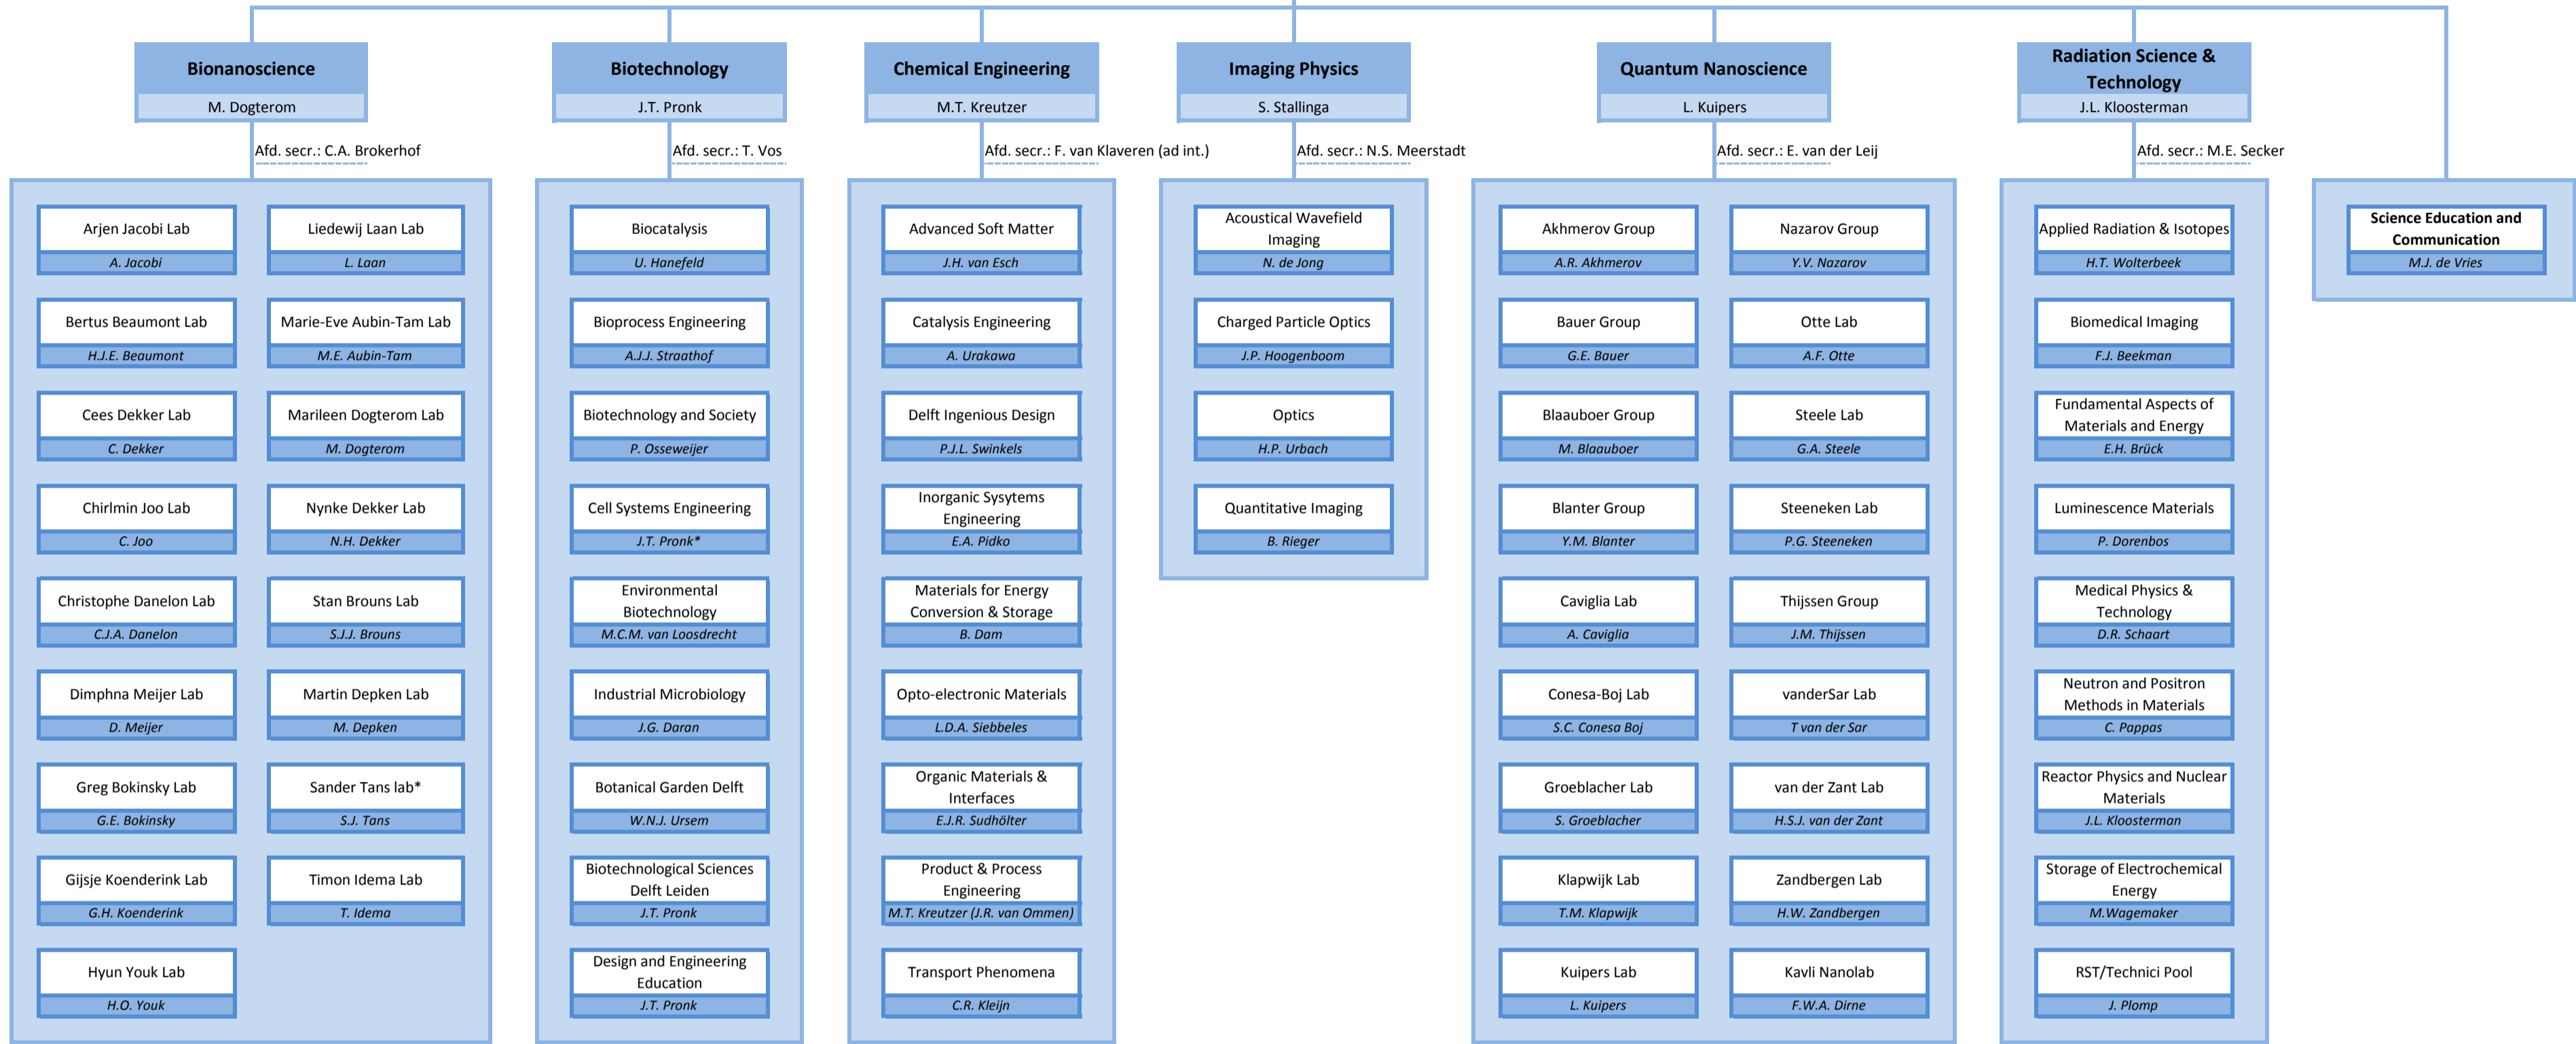 Bionanoscience
M. Dogterom
Afd. secr.: C.A. Brokerhof
Arjen Jacobi Lab
A. Jacobi
Bertus Beaumont Lab
H.J.E. Beaumont
Cees Dekker Lab
C. Dekker
Chirlmin Joo Lab
C. Joo
Christophe Danelon Lab
C.J.A. Danelon
Dimphna Meijer Lab
D. Meijer
Greg Bokinsky Lab
G.E. Bokinsky
Gijsje Koenderink Lab
G.H. Koenderink
Hyun Youk Lab
H.O. Youk
Liedewij Laan Lab
L. Laan
Marie-Eve Aubin-Tam Lab
M.E. Aubin-Tam
Marileen Dogterom Lab
M. Dogterom
Nynke Dekker Lab
N.H. Dekker
Stan Brouns Lab
S.J.J. Brouns
Martin Depken Lab
M. Depken
Sander Tans lab*
S.J. Tans
Timon Idema Lab
T. Idema
Biotechnology
J.T. Pronk
Afd. secr.: T. Vos
Biocatalysis
U. Hanefeld
Bioprocess Engineering
A.J.J. Straathof
Biotechnology and Society
P. Osseweijer
Cell Systems Engineering
J.T. Pronk*
Environmental
Biotechnology
M.C.M. van Loosdrecht
Industrial Microbiology
J.G. Daran
Botanical Garden Delft
W.N.J. Ursem
Biotechnological Sciences
Delft Leiden
J.T. Pronk
Design and Engineering
Education
J.T. Pronk
Chemical Engineering
M.T. Kreutzer
Afd. secr.: F. van Klaveren (ad int.)
Advanced Soft Matter
J.H. van Esch
Catalysis Engineering
A. Urakawa
Delft Ingenious Design
P.J.L. Swinkels
Inorganic Sysytems
Engineering
E.A. Pidko
Materials for Energy
Conversion & Storage
B. Dam
Opto-electronic Materials
L.D.A. Siebbeles
Organic Materials &
Interfaces
E.J.R. Sudhölter
Product & Process
Engineering
M.T. Kreutzer (J.R. van Ommen)
Transport Phenomena
C.R. Kleijn
Imaging Physics
S. Stallinga
Afd. secr.: N.S. Meerstadt
Acoustical Wavefield
Imaging
N. de Jong
Charged Particle Optics
J.P. Hoogenboom
Optics
H.P. Urbach
Quantitative Imaging
B. Rieger
Quantum Nanoscience
L. Kuipers
Afd. secr.: E. van der Leij
Akhmerov Group
A.R. Akhmerov
Bauer Group
G.E. Bauer
Blaauboer Group
M. Blaauboer
Blanter Group
Y.M. Blanter
Caviglia Lab
A. Caviglia
Conesa-Boj Lab
S.C. Conesa Boj
Groeblacher Lab
S. Groeblacher
Klapwijk Lab
T.M. Klapwijk
Kuipers Lab
L. Kuipers
Nazarov Group
Y.V. Nazarov
Otte Lab
A.F. Otte
Steele Lab
G.A. Steele
Steeneken Lab
P.G. Steeneken
Thijssen Group
J.M. Thijssen
vanderSar Lab
T van der Sar
van der Zant Lab
H.S.J. van der Zant
Zandbergen Lab
H.W. Zandbergen
Kavli Nanolab
F.W.A. Dirne
Radiation Science &
Technology
J.L. Kloosterman
Afd. secr.: M.E. Secker
Applied Radiation & Isotopes
H.T. Wolterbeek
Biomedical Imaging
F.J. Beekman
Fundamental Aspects of
Materials and Energy
E.H. Brück
Luminescence Materials
P. Dorenbos
Medical Physics &
Technology
D.R. Schaart
Neutron and Positron
Methods in Materials
C. Pappas
Reactor Physics and Nuclear
Materials
J.L. Kloosterman
Storage of Electrochemical
Energy
M.Wagemaker
RST/Technici Pool
J. Plomp
Science Education and
Communication
M.J. de Vries